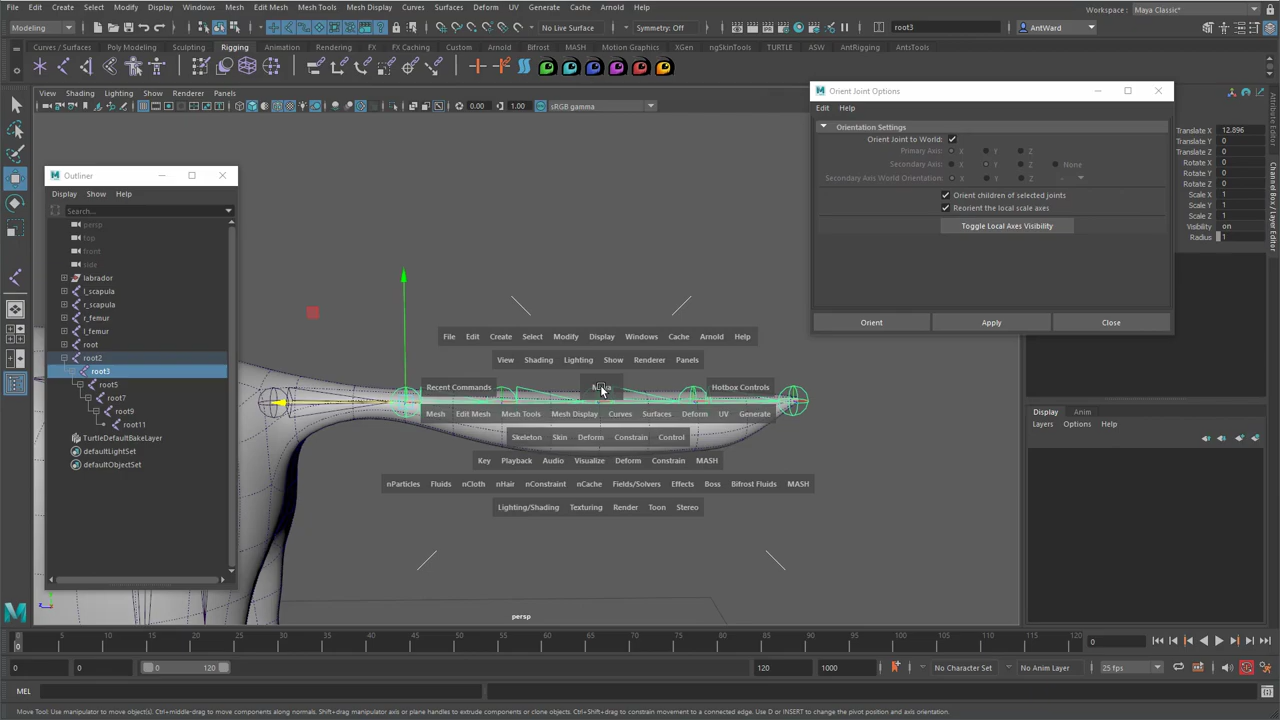 File Edit Create Select Modify Display Windows Mesh Edit Mesh Mesh Tools Mesh Display Curves Surfaces Deform UV Generate Cache Arnold Help
Workspace : Maya Classic*
Modeling
No Live Surface
Symmetry: Off
root3
AntWard
Curves / Surfaces Poly Modeling Sculpting Rigging Animation Rendering FX FX Caching Custom Arnold Bifrost MASH Motion Graphics XGen ngSkinTools TURTLE ASW AntRigging AntsTools
View Shading Lighting Show Renderer Panels
0.00 1.00 sRGB gamma
Orient Joint Options
Edit Help
Orientation Settings
Orient Joint to World:
Primary Axis: X Y Z
Secondary Axis: X Y Z None
Secondary Axis World Orientation: X Y Z
Orient children of selected joints
Reorient the local scale axes
Toggle Local Axes Visibility
Orient Apply Close
Translate X 12.896
Translate Y 0
Translate Z 0
Rotate X 0
Rotate Y 0
Rotate Z 0
Scale X 1
Scale Y 1
Scale Z 1
Visibility on
Radius 1
Attribute Editor
Channel Box / Layer Editor
Outliner
Display Show Help
Search...
persp
top
front
side
labrador
l_scapula
r_scapula
r_femur
l_femur
root
root2
root3
root5
root7
root9
root11
TurtleDefaultBakeLayer
defaultLightSet
defaultObjectSet
File Edit Create Select Modify Display Windows Cache Arnold Help
View Shading Lighting Show Renderer Panels
Recent Commands Hotbox Controls
Mesh Edit Mesh Mesh Tools Mesh Display Curves Surfaces Deform UV Generate
Skeleton Skin Deform Constrain Control
Key Playback Audio Visualize Deform Constrain MASH
nParticles Fluids nCloth nHair nConstraint nCache Fields/Solvers Effects Boss Bifrost Fluids MASH
Lighting/Shading Texturing Render Toon Stereo
persp
Display Anim
Layers Options Help
0 5 10 15 20 25 30 35 40 45 50 55 60 65 70 75 80 85 90 95 100 105 110 115 120
0
0
0 0 0 120 120 1000 No Character Set No Anim Layer 25 fps
MEL
Move Tool: Use manipulator to move object(s). Ctrl+middle-drag to move components along normals. Shift+drag manipulator axis or plane handles to extrude components or clone objects. Ctrl+Shift+drag to constrain movement to a connected edge. Use D or INSERT to change the pivot position and axis orientation.